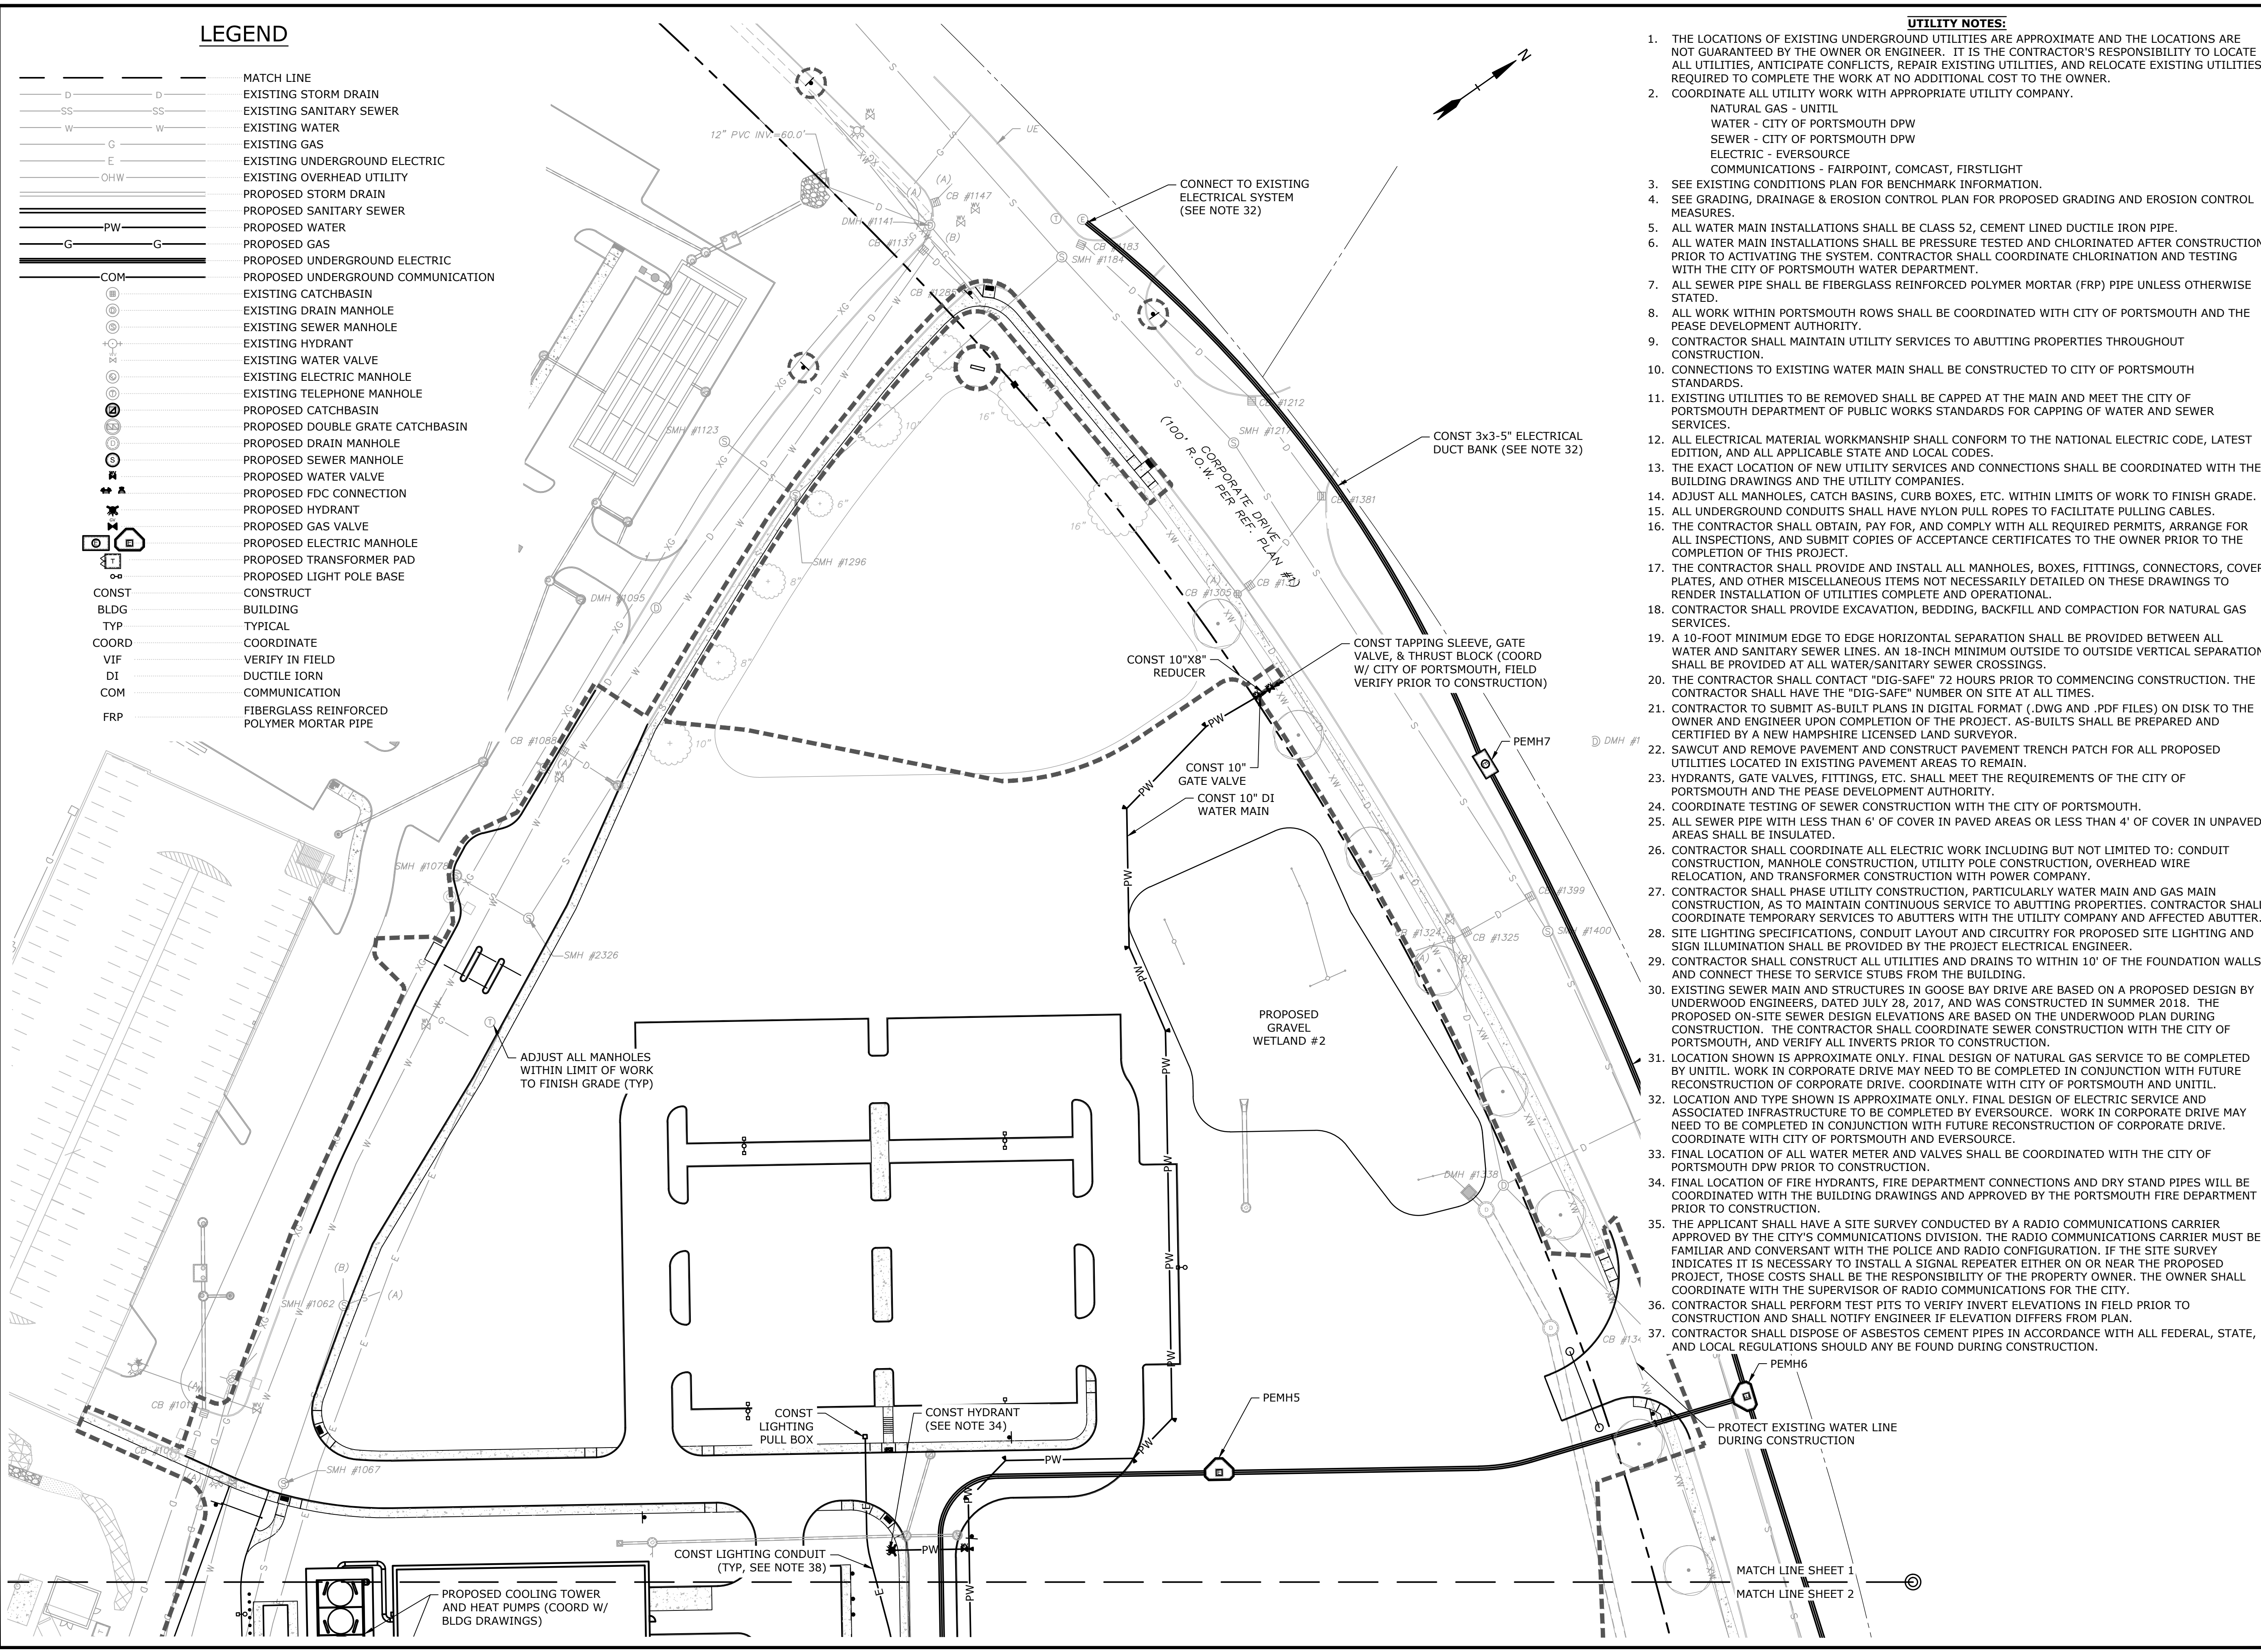 LEGEND
MATCH LINE
D D EXISTING STORM DRAIN
SS SS EXISTING SANITARY SEWER
W W EXISTING WATER
G EXISTING GAS
E EXISTING UNDERGROUND ELECTRIC
OHW EXISTING OVERHEAD UTILITY
PROPOSED STORM DRAIN
PROPOSED SANITARY SEWER
PW PROPOSED WATER
G G PROPOSED GAS
PROPOSED UNDERGROUND ELECTRIC
COM PROPOSED UNDERGROUND COMMUNICATION
EXISTING CATCHBASIN
D EXISTING DRAIN MANHOLE
S EXISTING SEWER MANHOLE
EXISTING HYDRANT
EXISTING WATER VALVE
E EXISTING ELECTRIC MANHOLE
T EXISTING TELEPHONE MANHOLE
PROPOSED CATCHBASIN
PROPOSED DOUBLE GRATE CATCHBASIN
D PROPOSED DRAIN MANHOLE
S PROPOSED SEWER MANHOLE
PROPOSED WATER VALVE
PROPOSED FDC CONNECTION
PROPOSED HYDRANT
PROPOSED GAS VALVE
E E PROPOSED ELECTRIC MANHOLE
T PROPOSED TRANSFORMER PAD
PROPOSED LIGHT POLE BASE
CONST CONSTRUCT
BLDG BUILDING
TYP TYPICAL
COORD COORDINATE
VIF VERIFY IN FIELD
DI DUCTILE IORN
COM COMMUNICATION
FRP FIBERGLASS REINFORCED
POLYMER MORTAR PIPE
N
12" PVC INV.=60.0'
UE
(A)
(A)
CB #1147
DMH #1141
CB #1137
(B)
CB #1285
CB #1183
SMH #1184
CONNECT TO EXISTING
ELECTRICAL SYSTEM
(SEE NOTE 32)
16"
10"
SMH #1123
6"
16"
CB #1212
SMH #1217
CONST 3x3-5" ELECTRICAL
DUCT BANK (SEE NOTE 32)
CB #1381
CORPORATE DRIVE
(100' R.O.W. PER REF. PLAN #1)
SMH #1296
8"
DMH #1095
(A)
CB #1305
8"
CONST 10"X8"
REDUCER
CONST TAPPING SLEEVE, GATE
VALVE, & THRUST BLOCK (COORD
W/ CITY OF PORTSMOUTH, FIELD
VERIFY PRIOR TO CONSTRUCTION)
CB #1088
(A)
10"
PEMH7
DMH #1
CONST 10"
GATE VALVE
CONST 10" DI
WATER MAIN
SMH #1078
SMH #2326
CB #1399
CB #1324
CB #1325
SMH #1400
(A)
(B)
PROPOSED
GRAVEL
WETLAND #2
ADJUST ALL MANHOLES
WITHIN LIMIT OF WORK
TO FINISH GRADE (TYP)
DMH #1338
(B)
SMH #1062
(A)
CB #134
PEMH6
PEMH5
(A)
CONST
LIGHTING
PULL BOX
CONST HYDRANT
(SEE NOTE 34)
PROTECT EXISTING WATER LINE
DURING CONSTRUCTION
(A)
SMH #1067
CONST LIGHTING CONDUIT
(TYP, SEE NOTE 38)
PROPOSED COOLING TOWER
AND HEAT PUMPS (COORD W/
BLDG DRAWINGS)
MATCH LINE SHEET 1
MATCH LINE SHEET 2
UTILITY NOTES:
1. THE LOCATIONS OF EXISTING UNDERGROUND UTILITIES ARE APPROXIMATE AND THE LOCATIONS ARE
NOT GUARANTEED BY THE OWNER OR ENGINEER. IT IS THE CONTRACTOR'S RESPONSIBILITY TO LOCATE
ALL UTILITIES, ANTICIPATE CONFLICTS, REPAIR EXISTING UTILITIES, AND RELOCATE EXISTING UTILITIES
REQUIRED TO COMPLETE THE WORK AT NO ADDITIONAL COST TO THE OWNER.
2. COORDINATE ALL UTILITY WORK WITH APPROPRIATE UTILITY COMPANY.
NATURAL GAS - UNITIL
WATER - CITY OF PORTSMOUTH DPW
SEWER - CITY OF PORTSMOUTH DPW
ELECTRIC - EVERSOURCE
COMMUNICATIONS - FAIRPOINT, COMCAST, FIRSTLIGHT
3. SEE EXISTING CONDITIONS PLAN FOR BENCHMARK INFORMATION.
4. SEE GRADING, DRAINAGE & EROSION CONTROL PLAN FOR PROPOSED GRADING AND EROSION CONTROL
MEASURES.
5. ALL WATER MAIN INSTALLATIONS SHALL BE CLASS 52, CEMENT LINED DUCTILE IRON PIPE.
6. ALL WATER MAIN INSTALLATIONS SHALL BE PRESSURE TESTED AND CHLORINATED AFTER CONSTRUCTION
PRIOR TO ACTIVATING THE SYSTEM. CONTRACTOR SHALL COORDINATE CHLORINATION AND TESTING
WITH THE CITY OF PORTSMOUTH WATER DEPARTMENT.
7. ALL SEWER PIPE SHALL BE FIBERGLASS REINFORCED POLYMER MORTAR (FRP) PIPE UNLESS OTHERWISE
STATED.
8. ALL WORK WITHIN PORTSMOUTH ROWS SHALL BE COORDINATED WITH CITY OF PORTSMOUTH AND THE
PEASE DEVELOPMENT AUTHORITY.
9. CONTRACTOR SHALL MAINTAIN UTILITY SERVICES TO ABUTTING PROPERTIES THROUGHOUT
CONSTRUCTION.
10. CONNECTIONS TO EXISTING WATER MAIN SHALL BE CONSTRUCTED TO CITY OF PORTSMOUTH
STANDARDS.
11. EXISTING UTILITIES TO BE REMOVED SHALL BE CAPPED AT THE MAIN AND MEET THE CITY OF
PORTSMOUTH DEPARTMENT OF PUBLIC WORKS STANDARDS FOR CAPPING OF WATER AND SEWER
SERVICES.
12. ALL ELECTRICAL MATERIAL WORKMANSHIP SHALL CONFORM TO THE NATIONAL ELECTRIC CODE, LATEST
EDITION, AND ALL APPLICABLE STATE AND LOCAL CODES.
13. THE EXACT LOCATION OF NEW UTILITY SERVICES AND CONNECTIONS SHALL BE COORDINATED WITH THE
BUILDING DRAWINGS AND THE UTILITY COMPANIES.
14. ADJUST ALL MANHOLES, CATCH BASINS, CURB BOXES, ETC. WITHIN LIMITS OF WORK TO FINISH GRADE.
15. ALL UNDERGROUND CONDUITS SHALL HAVE NYLON PULL ROPES TO FACILITATE PULLING CABLES.
16. THE CONTRACTOR SHALL OBTAIN, PAY FOR, AND COMPLY WITH ALL REQUIRED PERMITS, ARRANGE FOR
ALL INSPECTIONS, AND SUBMIT COPIES OF ACCEPTANCE CERTIFICATES TO THE OWNER PRIOR TO THE
COMPLETION OF THIS PROJECT.
17. THE CONTRACTOR SHALL PROVIDE AND INSTALL ALL MANHOLES, BOXES, FITTINGS, CONNECTORS, COVER
PLATES, AND OTHER MISCELLANEOUS ITEMS NOT NECESSARILY DETAILED ON THESE DRAWINGS TO
RENDER INSTALLATION OF UTILITIES COMPLETE AND OPERATIONAL.
18. CONTRACTOR SHALL PROVIDE EXCAVATION, BEDDING, BACKFILL AND COMPACTION FOR NATURAL GAS
SERVICES.
19. A 10-FOOT MINIMUM EDGE TO EDGE HORIZONTAL SEPARATION SHALL BE PROVIDED BETWEEN ALL
WATER AND SANITARY SEWER LINES. AN 18-INCH MINIMUM OUTSIDE TO OUTSIDE VERTICAL SEPARATION
SHALL BE PROVIDED AT ALL WATER/SANITARY SEWER CROSSINGS.
20. THE CONTRACTOR SHALL CONTACT "DIG-SAFE" 72 HOURS PRIOR TO COMMENCING CONSTRUCTION. THE
CONTRACTOR SHALL HAVE THE "DIG-SAFE" NUMBER ON SITE AT ALL TIMES.
21. CONTRACTOR TO SUBMIT AS-BUILT PLANS IN DIGITAL FORMAT (.DWG AND .PDF FILES) ON DISK TO THE
OWNER AND ENGINEER UPON COMPLETION OF THE PROJECT. AS-BUILTS SHALL BE PREPARED AND
CERTIFIED BY A NEW HAMPSHIRE LICENSED LAND SURVEYOR.
22. SAWCUT AND REMOVE PAVEMENT AND CONSTRUCT PAVEMENT TRENCH PATCH FOR ALL PROPOSED
UTILITIES LOCATED IN EXISTING PAVEMENT AREAS TO REMAIN.
23. HYDRANTS, GATE VALVES, FITTINGS, ETC. SHALL MEET THE REQUIREMENTS OF THE CITY OF
PORTSMOUTH AND THE PEASE DEVELOPMENT AUTHORITY.
24. COORDINATE TESTING OF SEWER CONSTRUCTION WITH THE CITY OF PORTSMOUTH.
25. ALL SEWER PIPE WITH LESS THAN 6' OF COVER IN PAVED AREAS OR LESS THAN 4' OF COVER IN UNPAVED
AREAS SHALL BE INSULATED.
26. CONTRACTOR SHALL COORDINATE ALL ELECTRIC WORK INCLUDING BUT NOT LIMITED TO: CONDUIT
CONSTRUCTION, MANHOLE CONSTRUCTION, UTILITY POLE CONSTRUCTION, OVERHEAD WIRE
RELOCATION, AND TRANSFORMER CONSTRUCTION WITH POWER COMPANY.
27. CONTRACTOR SHALL PHASE UTILITY CONSTRUCTION, PARTICULARLY WATER MAIN AND GAS MAIN
CONSTRUCTION, AS TO MAINTAIN CONTINUOUS SERVICE TO ABUTTING PROPERTIES. CONTRACTOR SHALL
COORDINATE TEMPORARY SERVICES TO ABUTTERS WITH THE UTILITY COMPANY AND AFFECTED ABUTTER.
28. SITE LIGHTING SPECIFICATIONS, CONDUIT LAYOUT AND CIRCUITRY FOR PROPOSED SITE LIGHTING AND
SIGN ILLUMINATION SHALL BE PROVIDED BY THE PROJECT ELECTRICAL ENGINEER.
29. CONTRACTOR SHALL CONSTRUCT ALL UTILITIES AND DRAINS TO WITHIN 10' OF THE FOUNDATION WALLS
AND CONNECT THESE TO SERVICE STUBS FROM THE BUILDING.
30. EXISTING SEWER MAIN AND STRUCTURES IN GOOSE BAY DRIVE ARE BASED ON A PROPOSED DESIGN BY
UNDERWOOD ENGINEERS, DATED JULY 28, 2017, AND WAS CONSTRUCTED IN SUMMER 2018. THE
PROPOSED ON-SITE SEWER DESIGN ELEVATIONS ARE BASED ON THE UNDERWOOD PLAN DURING
CONSTRUCTION. THE CONTRACTOR SHALL COORDINATE SEWER CONSTRUCTION WITH THE CITY OF
PORTSMOUTH, AND VERIFY ALL INVERTS PRIOR TO CONSTRUCTION.
31. LOCATION SHOWN IS APPROXIMATE ONLY. FINAL DESIGN OF NATURAL GAS SERVICE TO BE COMPLETED
BY UNITIL. WORK IN CORPORATE DRIVE MAY NEED TO BE COMPLETED IN CONJUNCTION WITH FUTURE
RECONSTRUCTION OF CORPORATE DRIVE. COORDINATE WITH CITY OF PORTSMOUTH AND UNITIL.
32. LOCATION AND TYPE SHOWN IS APPROXIMATE ONLY. FINAL DESIGN OF ELECTRIC SERVICE AND
ASSOCIATED INFRASTRUCTURE TO BE COMPLETED BY EVERSOURCE. WORK IN CORPORATE DRIVE MAY
NEED TO BE COMPLETED IN CONJUNCTION WITH FUTURE RECONSTRUCTION OF CORPORATE DRIVE.
COORDINATE WITH CITY OF PORTSMOUTH AND EVERSOURCE.
33. FINAL LOCATION OF ALL WATER METER AND VALVES SHALL BE COORDINATED WITH THE CITY OF
PORTSMOUTH DPW PRIOR TO CONSTRUCTION.
34. FINAL LOCATION OF FIRE HYDRANTS, FIRE DEPARTMENT CONNECTIONS AND DRY STAND PIPES WILL BE
COORDINATED WITH THE BUILDING DRAWINGS AND APPROVED BY THE PORTSMOUTH FIRE DEPARTMENT
PRIOR TO CONSTRUCTION.
35. THE APPLICANT SHALL HAVE A SITE SURVEY CONDUCTED BY A RADIO COMMUNICATIONS CARRIER
APPROVED BY THE CITY'S COMMUNICATIONS DIVISION. THE RADIO COMMUNICATIONS CARRIER MUST BE
FAMILIAR AND CONVERSANT WITH THE POLICE AND RADIO CONFIGURATION. IF THE SITE SURVEY
INDICATES IT IS NECESSARY TO INSTALL A SIGNAL REPEATER EITHER ON OR NEAR THE PROPOSED
PROJECT, THOSE COSTS SHALL BE THE RESPONSIBILITY OF THE PROPERTY OWNER. THE OWNER SHALL
COORDINATE WITH THE SUPERVISOR OF RADIO COMMUNICATIONS FOR THE CITY.
36. CONTRACTOR SHALL PERFORM TEST PITS TO VERIFY INVERT ELEVATIONS IN FIELD PRIOR TO
CONSTRUCTION AND SHALL NOTIFY ENGINEER IF ELEVATION DIFFERS FROM PLAN.
37. CONTRACTOR SHALL DISPOSE OF ASBESTOS CEMENT PIPES IN ACCORDANCE WITH ALL FEDERAL, STATE,
AND LOCAL REGULATIONS SHOULD ANY BE FOUND DURING CONSTRUCTION.